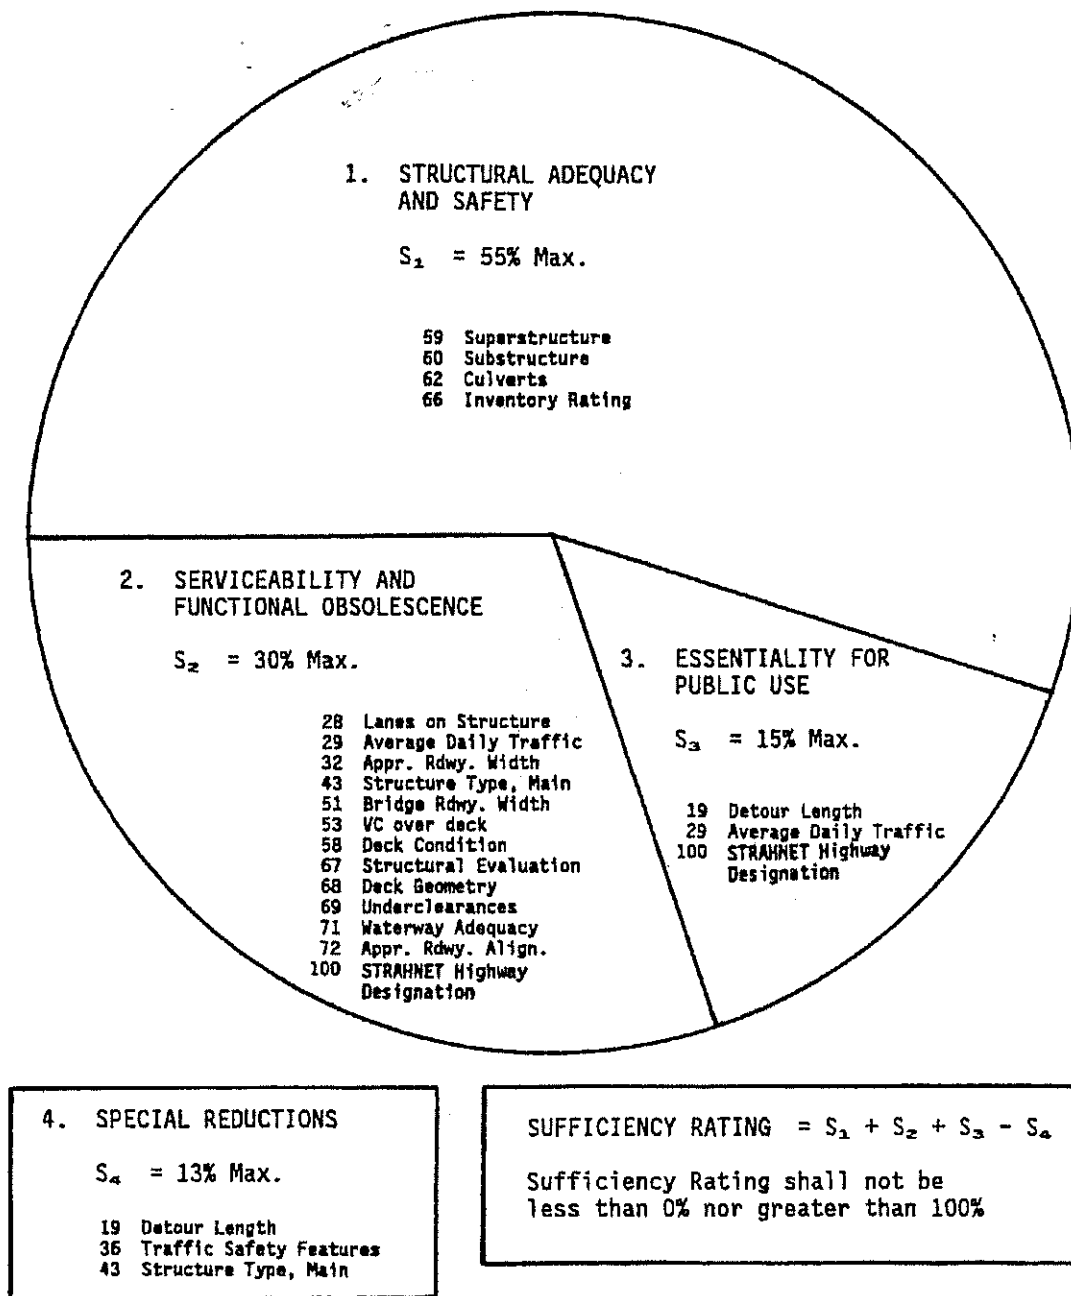 1. STRUCTURAL ADEQUACY
AND SAFETY
S₁ = 55% Max.
59 Superstructure
60 Substructure
62 Culverts
66 Inventory Rating
2. SERVICEABILITY AND
FUNCTIONAL OBSOLESCENCE
S₂ = 30% Max.
28 Lanes on Structure
29 Average Daily Traffic
32 Appr. Rdwy. Width
43 Structure Type, Main
51 Bridge Rdwy. Width
53 VC over deck
58 Deck Condition
67 Structural Evaluation
68 Deck Geometry
69 Underclearances
71 Waterway Adequacy
72 Appr. Rdwy. Align.
100 STRAHNET Highway
Designation
3. ESSENTIALITY FOR
PUBLIC USE
S₃ = 15% Max.
19 Detour Length
29 Average Daily Traffic
100 STRAHNET Highway
Designation
4. SPECIAL REDUCTIONS
S₄ = 13% Max.
19 Detour Length
36 Traffic Safety Features
43 Structure Type, Main
SUFFICIENCY RATING = S₁ + S₂ + S₃ - S₄
Sufficiency Rating shall not be
less than 0% nor greater than 100%